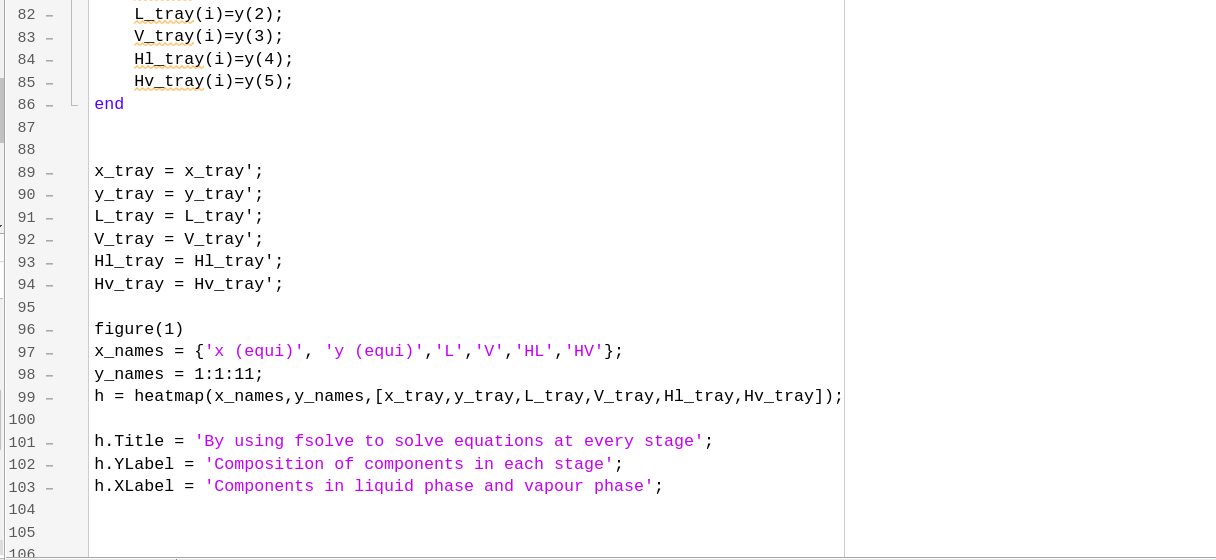 82 – L_tray(i)=y(2);
83 – V_tray(i)=y(3);
84 – Hl_tray(i)=y(4);
85 – Hv_tray(i)=y(5);
86 – end
87
88
89 – x_tray = x_tray';
90 – y_tray = y_tray';
91 – L_tray = L_tray';
92 – V_tray = V_tray';
93 – Hl_tray = Hl_tray';
94 – Hv_tray = Hv_tray';
95
96 – figure(1)
97 – x_names = {'x (equi)', 'y (equi)','L','V','HL','HV'};
98 – y_names = 1:1:11;
99 – h = heatmap(x_names,y_names,[x_tray,y_tray,L_tray,V_tray,Hl_tray,Hv_tray]);
100
101 – h.Title = 'By using fsolve to solve equations at every stage';
102 – h.YLabel = 'Composition of components in each stage';
103 – h.XLabel = 'Components in liquid phase and vapour phase';
104
105
106